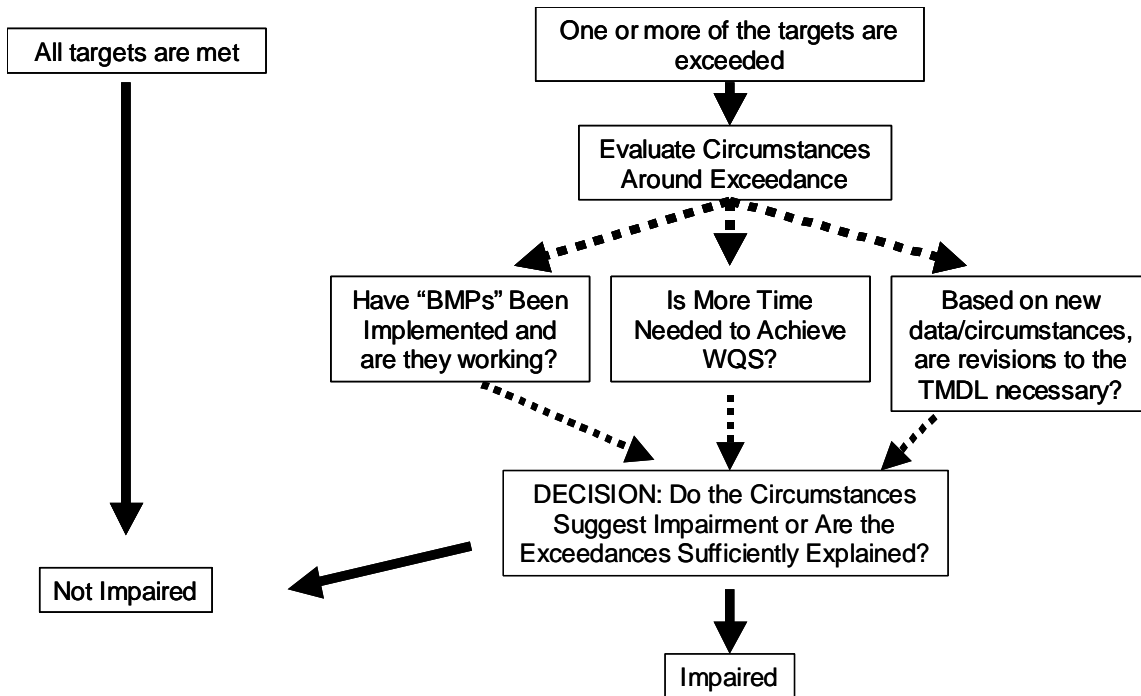 All targets are met
One or more of the targets are
exceeded
Evaluate Circumstances
Around Exceedance
Have “BMPs” Been
Implemented and
are they working?
Is More Time
Needed to Achieve
WQS?
Based on new
data/circumstances,
are revisions to the
TMDL necessary?
DECISION: Do the Circumstances
Suggest Impairment or Are the
Exceedances Sufficiently Explained?
Not Impaired
Impaired